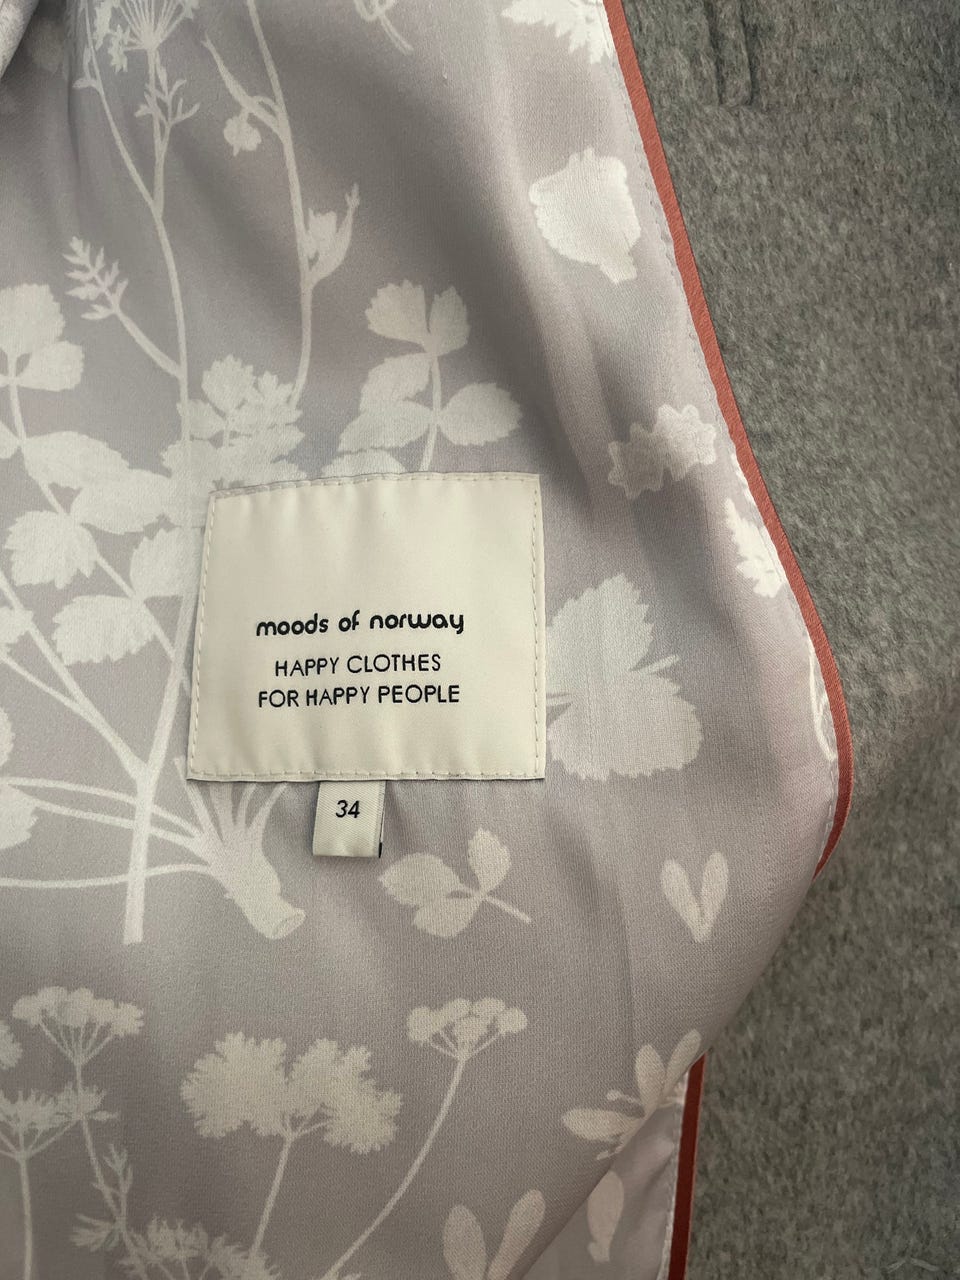 moods of norway
HAPPY CLOTHES
FOR HAPPY PEOPLE
34